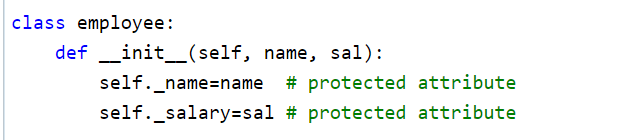 class employee:
    def __init__(self, name, sal):
        self._name=name  # protected attribute
        self._salary=sal # protected attribute